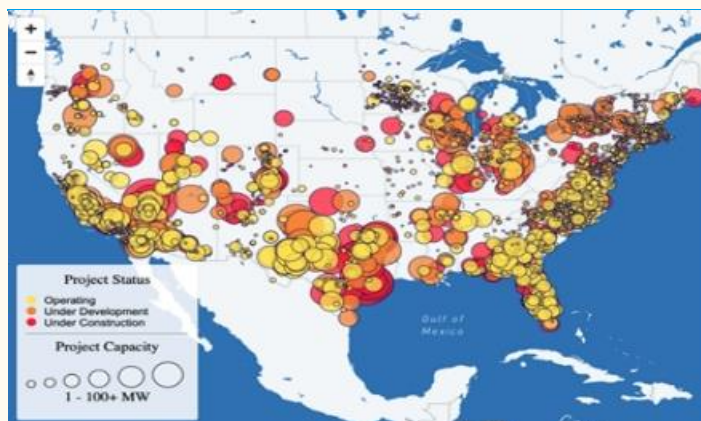 +
−
Gulf of
Mexico
Project Status
Operating
Under Development
Under Construction
Project Capacity
1 - 100+ MW